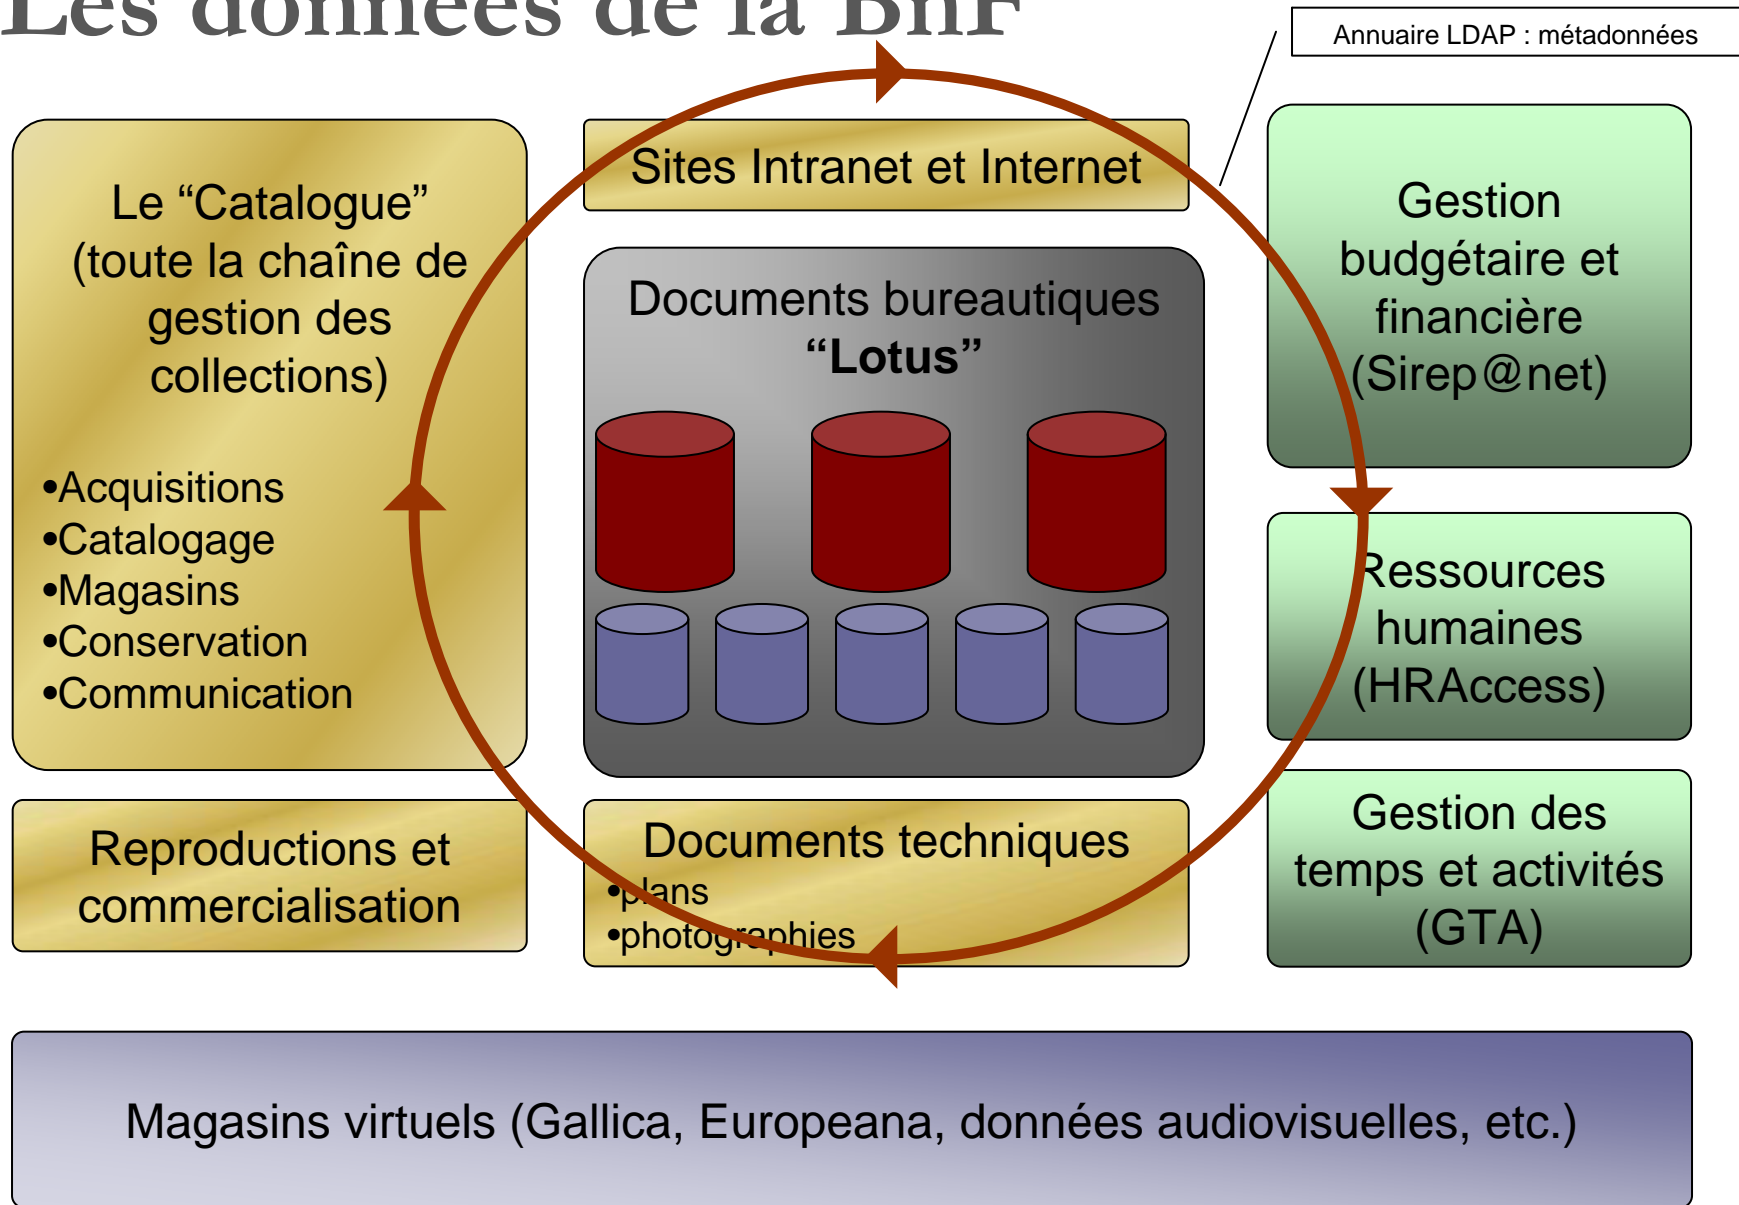 Les données de la BnF
Annuaire LDAP : métadonnées
Le “Catalogue”
(toute la chaîne de
gestion des
collections)
•Acquisitions
•Catalogage
•Magasins
•Conservation
•Communication
Reproductions et
commercialisation
Sites Intranet et Internet
Documents bureautiques
“Lotus”
Documents techniques
•plans
•photographies
Gestion
budgétaire et
financière
(Sirep@net)
Ressources
humaines
(HRAccess)
Gestion des
temps et activités
(GTA)
Magasins virtuels (Gallica, Europeana, données audiovisuelles, etc.)